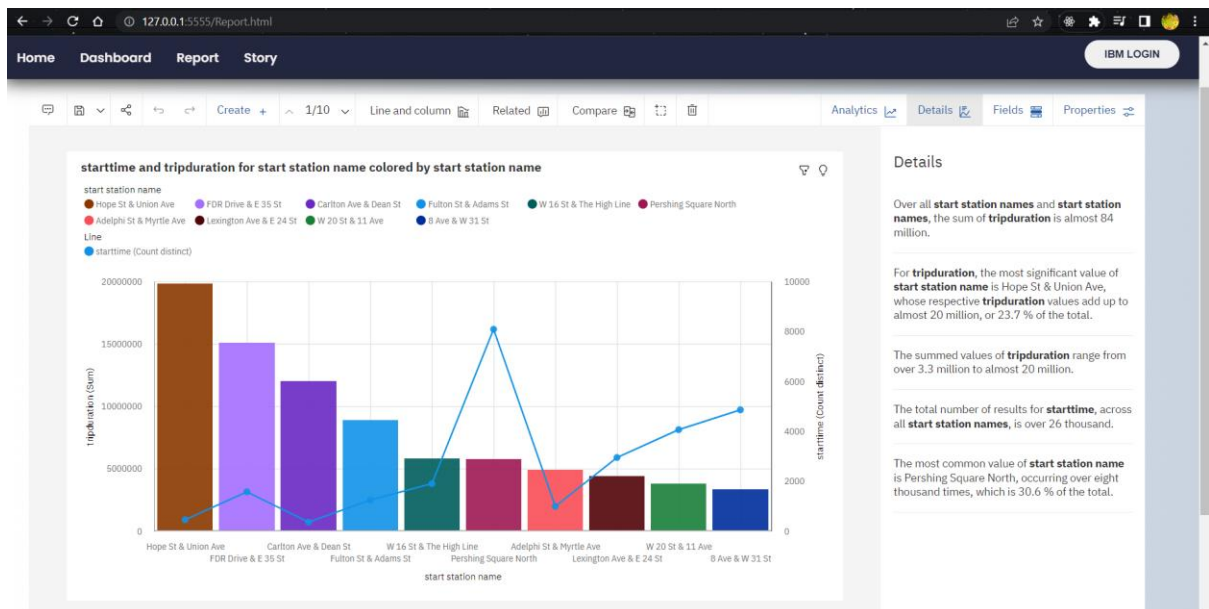 127.0.0.1:5555/Report.html
Home Dashboard Report Story IBM LOGIN
Create + 1/10 Line and column Related Compare Analytics Details Fields Properties
starttime and tripduration for start station name colored by start station name
start station name
Hope St & Union Ave FDR Drive & E 35 St Carlton Ave & Dean St Fulton St & Adams St W 16 St & The High Line Pershing Square North
Adelphi St & Myrtle Ave Lexington Ave & E 24 St W 20 St & 11 Ave 8 Ave & W 31 St
Line
starttime (Count distinct)
20000000
15000000
10000000
5000000
0
tripduration (Sum)
10000
8000
6000
4000
2000
0
starttime (Count distinct)
Hope St & Union Ave Carlton Ave & Dean St W 16 St & The High Line Adelphi St & Myrtle Ave W 20 St & 11 Ave
FDR Drive & E 35 St Fulton St & Adams St Pershing Square North Lexington Ave & E 24 St 8 Ave & W 31 St
start station name
Details
Over all start station names and start station
names, the sum of tripduration is almost 84
million.
For tripduration, the most significant value of
start station name is Hope St & Union Ave,
whose respective tripduration values add up to
almost 20 million, or 23.7 % of the total.
The summed values of tripduration range from
over 3.3 million to almost 20 million.
The total number of results for starttime, across
all start station names, is over 26 thousand.
The most common value of start station name
is Pershing Square North, occurring over eight
thousand times, which is 30.6 % of the total.